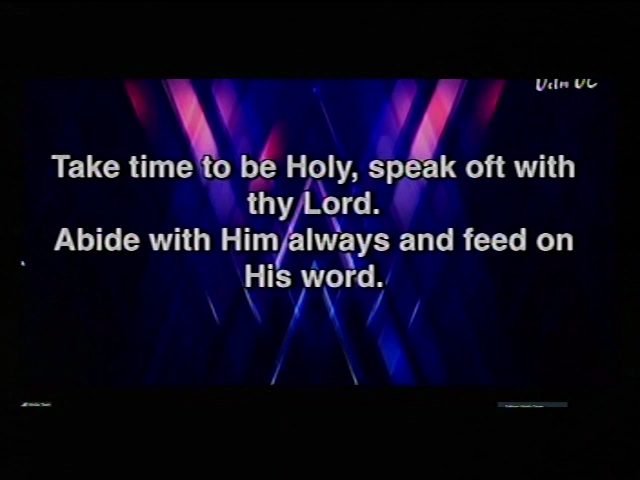 Take time to be Holy, speak oft with
thy Lord.
Abide with Him always and feed on
His word.